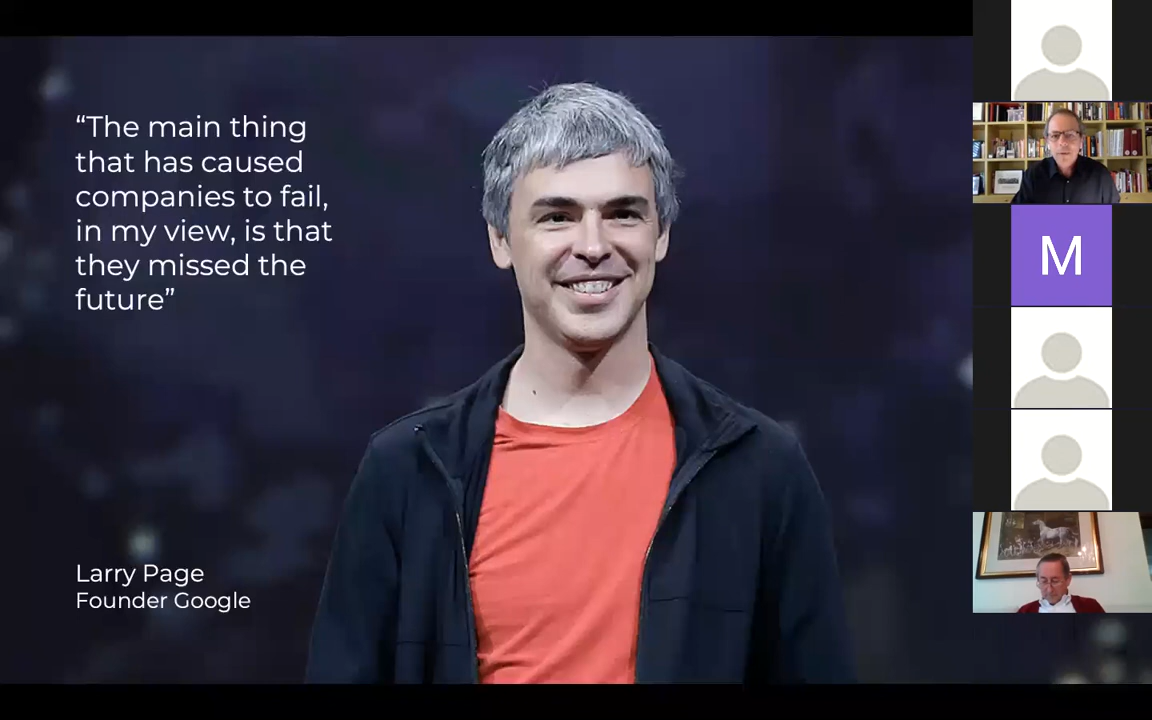 “The main thing
that has caused
companies to fail,
in my view, is that
they missed the
future”
Larry Page
Founder Google
M